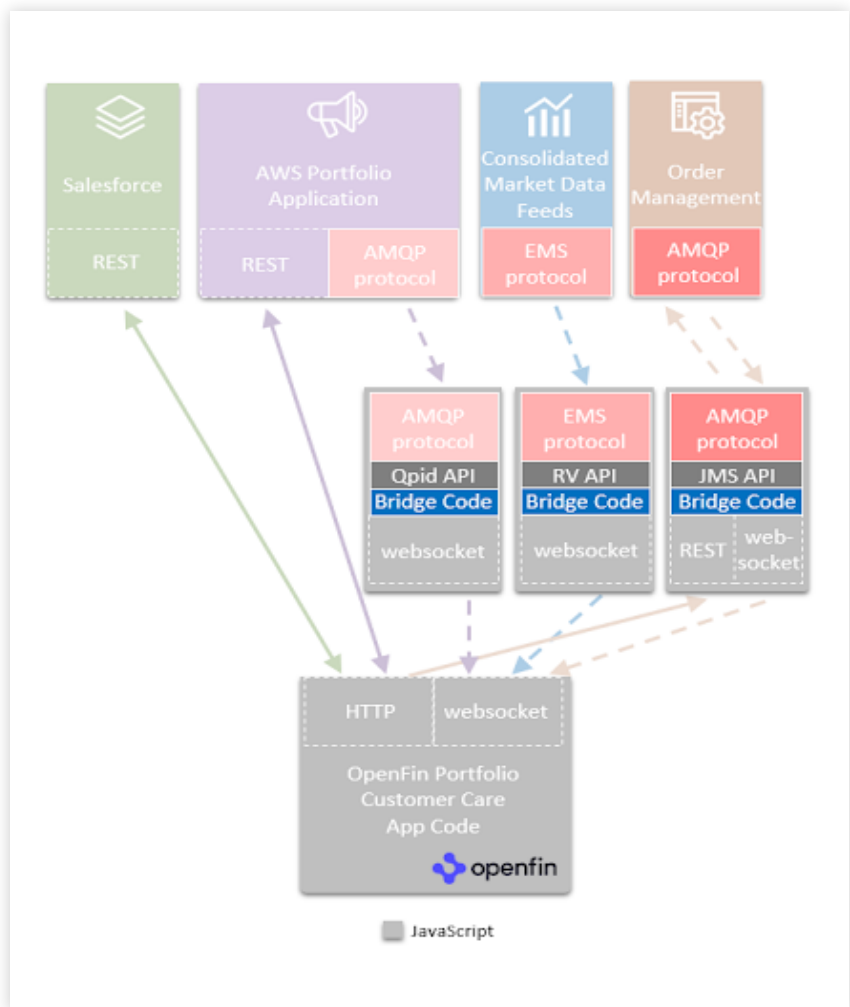 Salesforce
REST
AWS Portfolio
Application
REST
AMQP
protocol
Consolidated
Market Data
Feeds
EMS
protocol
Order
Management
AMQP
protocol
AMQP
protocol
Qpid API
Bridge Code
websocket
EMS
protocol
RV API
Bridge Code
websocket
AMQP
protocol
JMS API
Bridge Code
REST
web-
socket
HTTP
websocket
OpenFin Portfolio
Customer Care
App Code
openfin
JavaScript